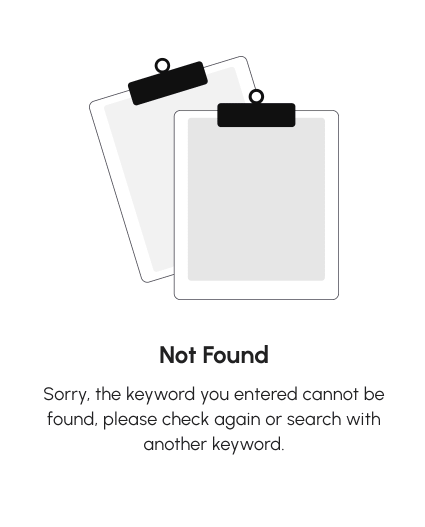 Not Found
Sorry, the keyword you entered cannot be
found, please check again or search with
another keyword.